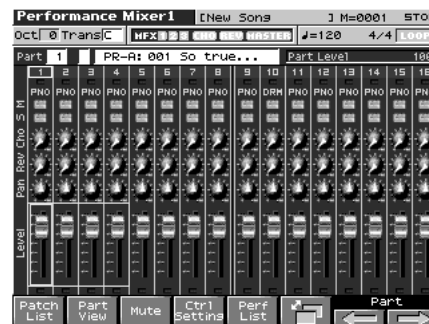 Performance Mixer1 [New Song ] M=0001 STO
Oct 0 Trans C MFX 1 2 3 CHO REV MASTER ♩=120 4/4 LOOP
Part 1 PR-A: 001 So true... Part Level 100
1 2 3 4 5 6 7 8 9 10 11 12 13 14 15 16
PNO PNO PNO PNO PNO PNO PNO PNO PNO DRM PNO PNO PNO PNO PNO PNO
M
S
Cho
Rev
Pan
Level
Patch List
Part View
Mute
Ctrl Setting
Perf List
Part